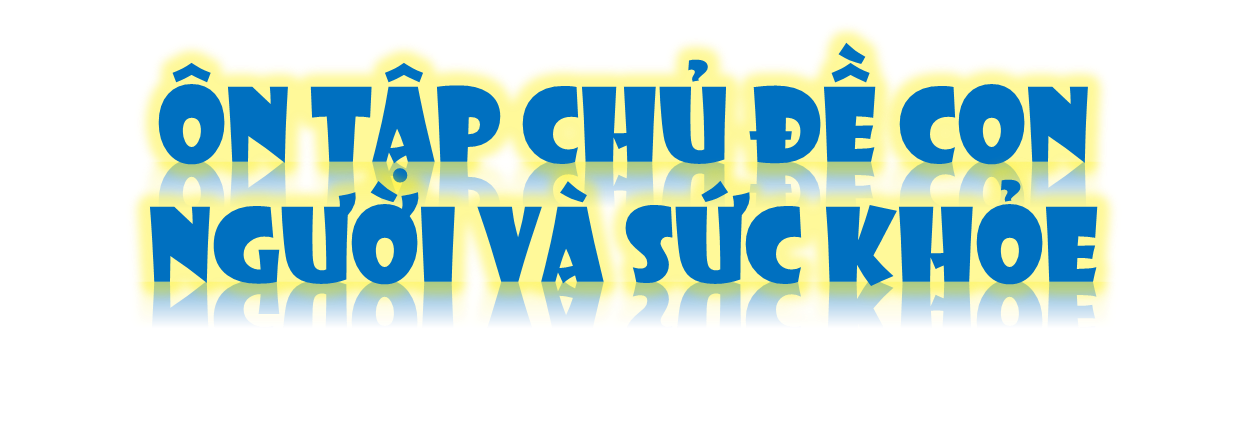 ÔN TẬP CHỦ ĐỀ CON
NGƯỜI VÀ SỨC KHỎE